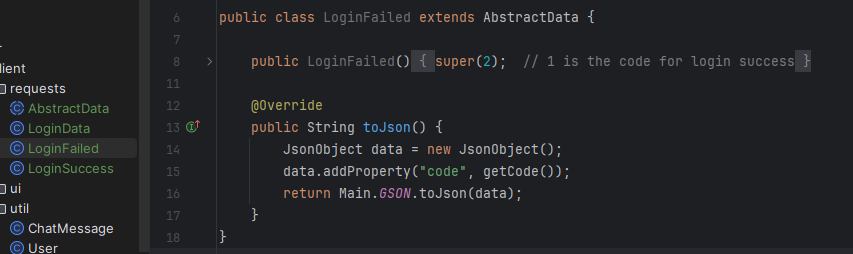 lient
requests
AbstractData
LoginData
LoginFailed
LoginSuccess
ui
util
ChatMessage
User
6 public class LoginFailed extends AbstractData {
7
8 public LoginFailed() { super(2);  // 1 is the code for login success }
11
12 @Override
13 public String toJson() {
14 JsonObject data = new JsonObject();
15 data.addProperty("code", getCode());
16 return Main.GSON.toJson(data);
17 }
18 }